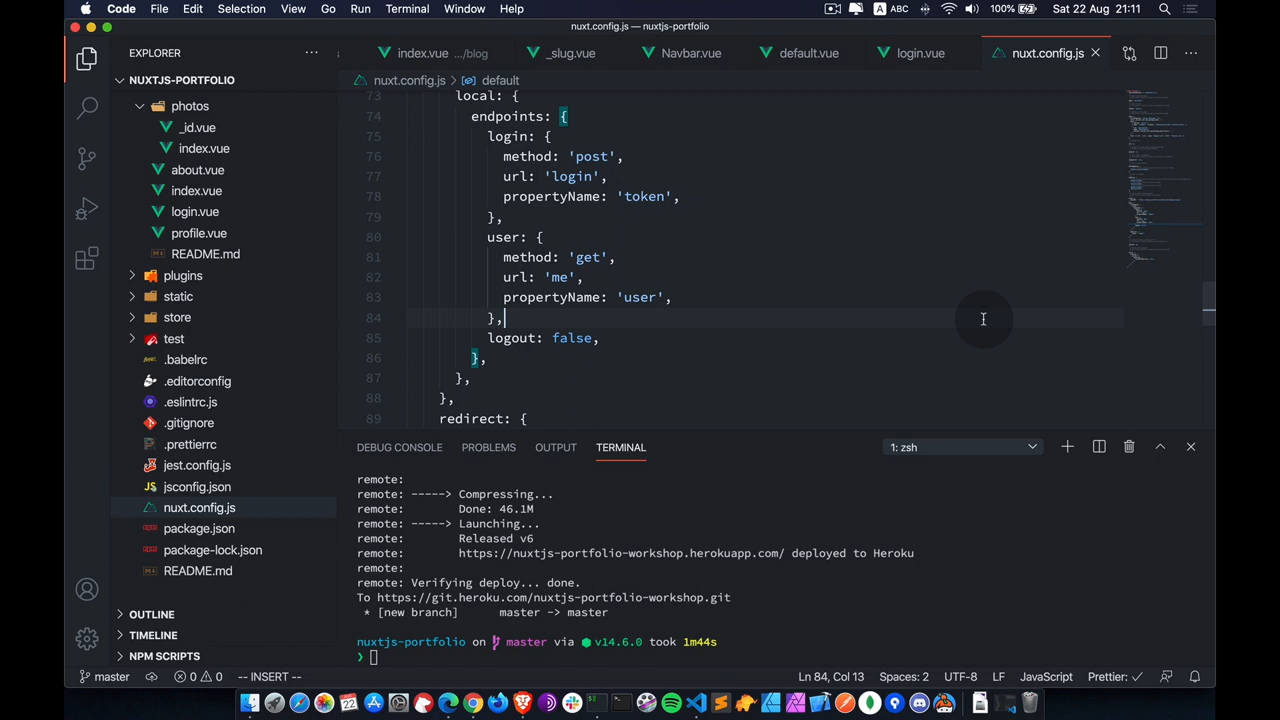 Code File Edit Selection View Go Run Terminal Window Help A ABC 100% Sat 22 Aug 21:11
nuxt.config.js — nuxtjs-portfolio
EXPLORER
index.vue .../blog _slug.vue Navbar.vue default.vue login.vue nuxt.config.js
NUXTJS-PORTFOLIO
nuxt.config.js > default
photos
_id.vue
index.vue
about.vue
index.vue
login.vue
profile.vue
README.md
plugins
static
store
test
.babelrc
.editorconfig
.eslintrc.js
.gitignore
.prettierrc
jest.config.js
jsconfig.json
nuxt.config.js
package.json
package-lock.json
README.md
OUTLINE
TIMELINE
NPM SCRIPTS
73 local: {
74 endpoints: {
75 login: {
76 method: 'post',
77 url: 'login',
78 propertyName: 'token',
79 },
80 user: {
81 method: 'get',
82 url: 'me',
83 propertyName: 'user',
84 },
85 logout: false,
86 },
87 },
88 },
89 redirect: {
DEBUG CONSOLE PROBLEMS OUTPUT TERMINAL 1: zsh
remote:
remote: -----> Compressing...
remote: Done: 46.1M
remote: -----> Launching...
remote: Released v6
remote: https://nuxtjs-portfolio-workshop.herokuapp.com/ deployed to Heroku
remote:
remote: Verifying deploy... done.
To https://git.heroku.com/nuxtjs-portfolio-workshop.git
* [new branch] master -> master
nuxtjs-portfolio on master via v14.6.0 took 1m44s
❯
master 0 0 -- INSERT -- Ln 84, Col 13 Spaces: 2 UTF-8 LF JavaScript Prettier: ✓